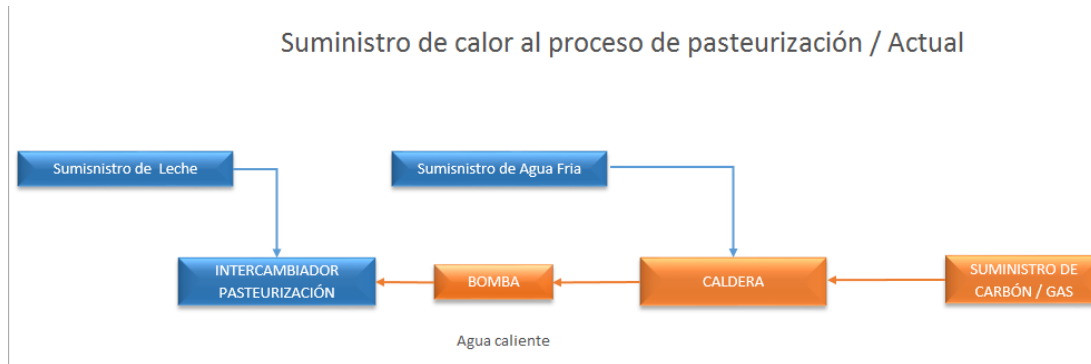 Suministro de calor al proceso de pasteurización / Actual
Sumisnistro de Leche
Sumisnistro de Agua Fria
INTERCAMBIADOR
PASTEURIZACIÓN
BOMBA
CALDERA
SUMINISTRO DE
CARBÓN / GAS
Agua caliente